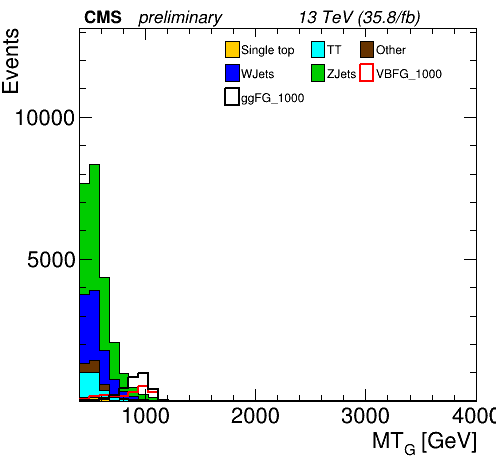 CMS preliminary 13 TeV (35.8/fb)
Events
Single top TT Other
WJets ZJets VBFG_1000
ggFG_1000
10000
5000
1000 2000 3000 4000
MT_G [GeV]